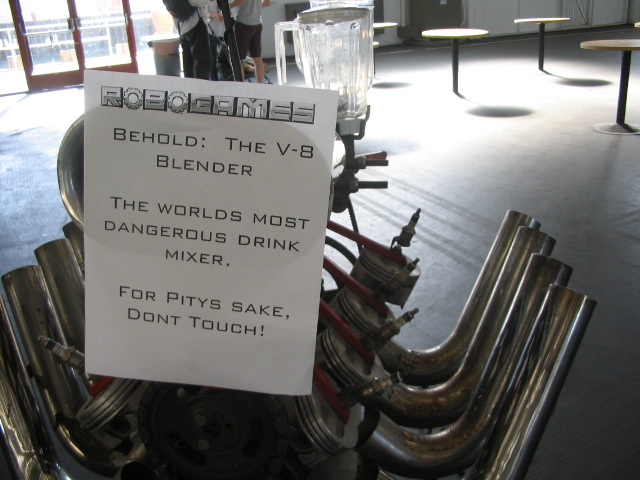 ROBOGAMES
BEHOLD: THE V-8
BLENDER
THE WORLDS MOST
DANGEROUS DRINK
MIXER.
FOR PITYS SAKE,
DONT TOUCH!